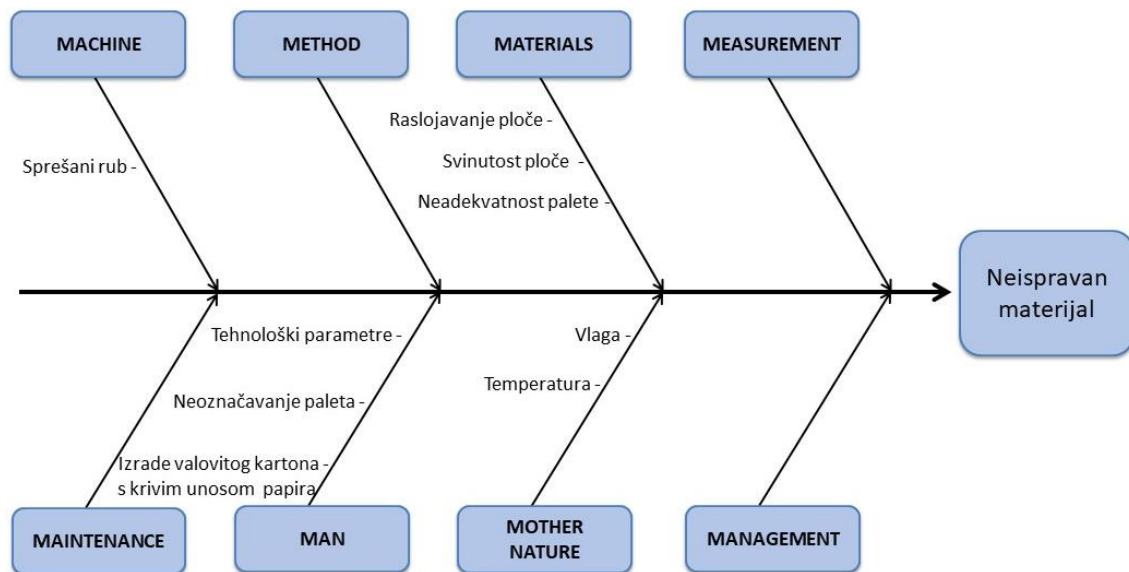 MACHINE
METHOD
MATERIALS
MEASUREMENT
Raslojavanje ploče -
Sprešani rub -
Svinutost ploče -
Neadekvatnost palete -
Neispravan
materijal
Tehnološki parametre -
Vlaga -
Temperatura -
Neoznačavanje paleta -
Izrade valovitog kartona -
s krivim unosom papira
MAINTENANCE
MAN
MOTHER
NATURE
MANAGEMENT